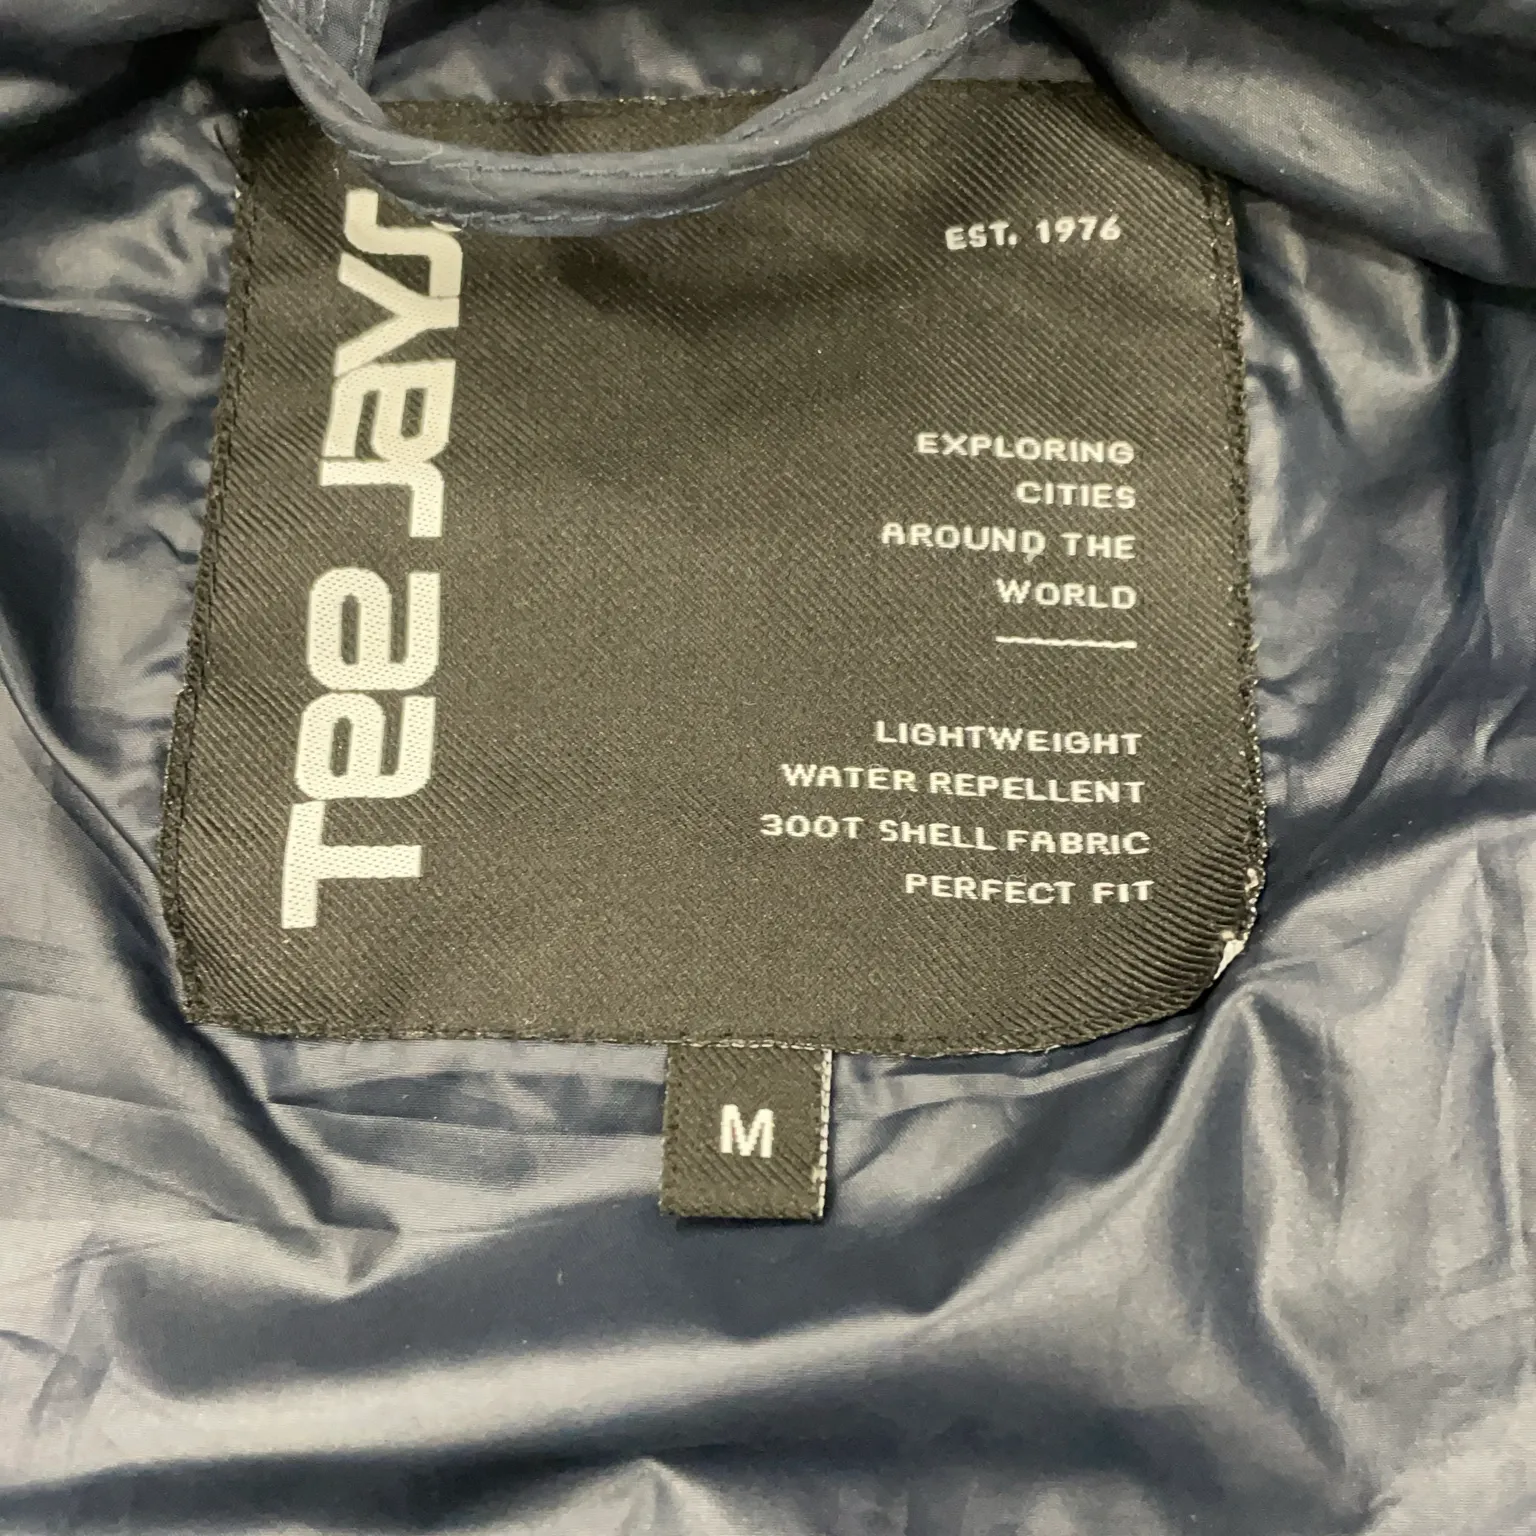 Tee Jays
EST. 1976
EXPLORING
CITIES
AROUND THE
WORLD
LIGHTWEIGHT
WATER REPELLENT
300T SHELL FABRIC
PERFECT FIT
M